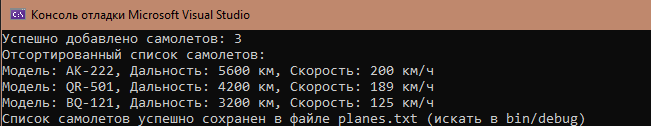 Консоль отладки Microsoft Visual Studio
Успешно добавлено самолетов: 3
Отсортированный список самолетов:
Модель: AK-222, Дальность: 5600 км, Скорость: 200 км/ч
Модель: QR-501, Дальность: 4200 км, Скорость: 189 км/ч
Модель: BQ-121, Дальность: 3200 км, Скорость: 125 км/ч
Список самолетов успешно сохранен в файле planes.txt (искать в bin/debug)